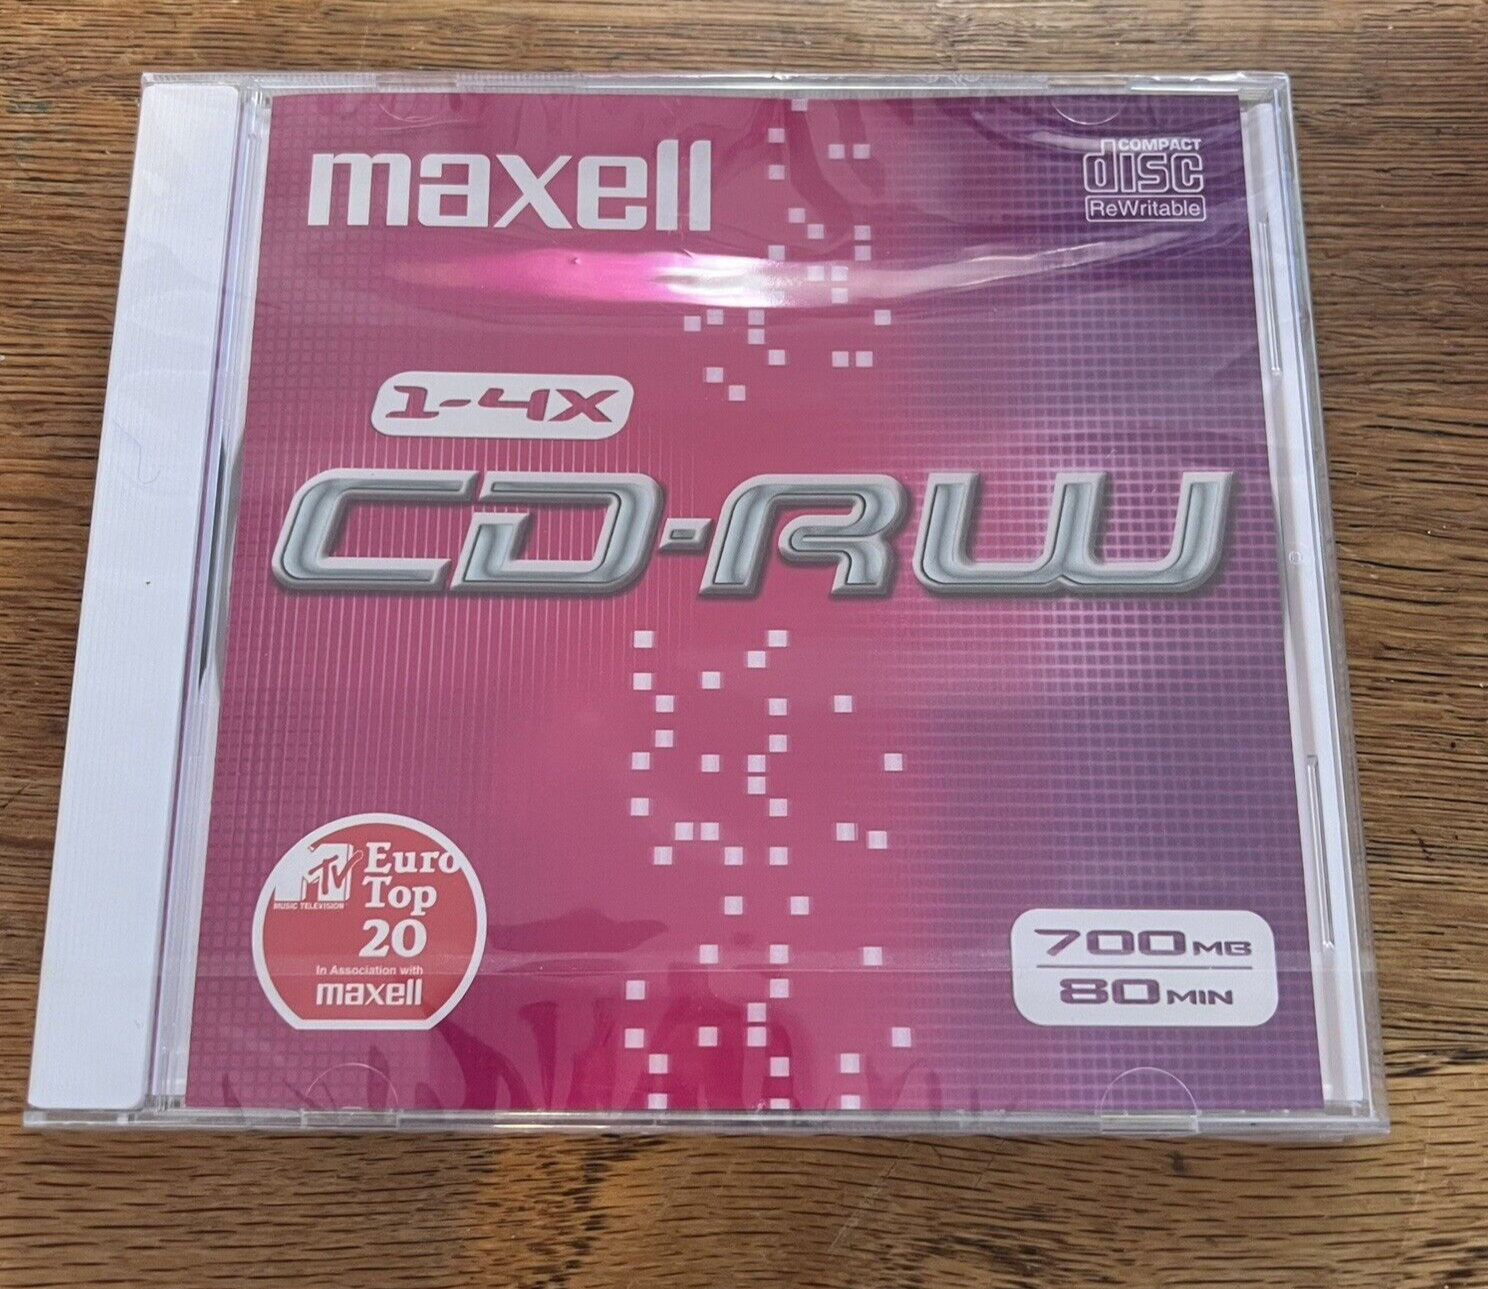 maxell
COMPACT
disc
ReWritable
1-4X
CD-RW
MTV
MUSIC TELEVISION
Euro
Top
20
In Association with
maxell
700MB
80MIN